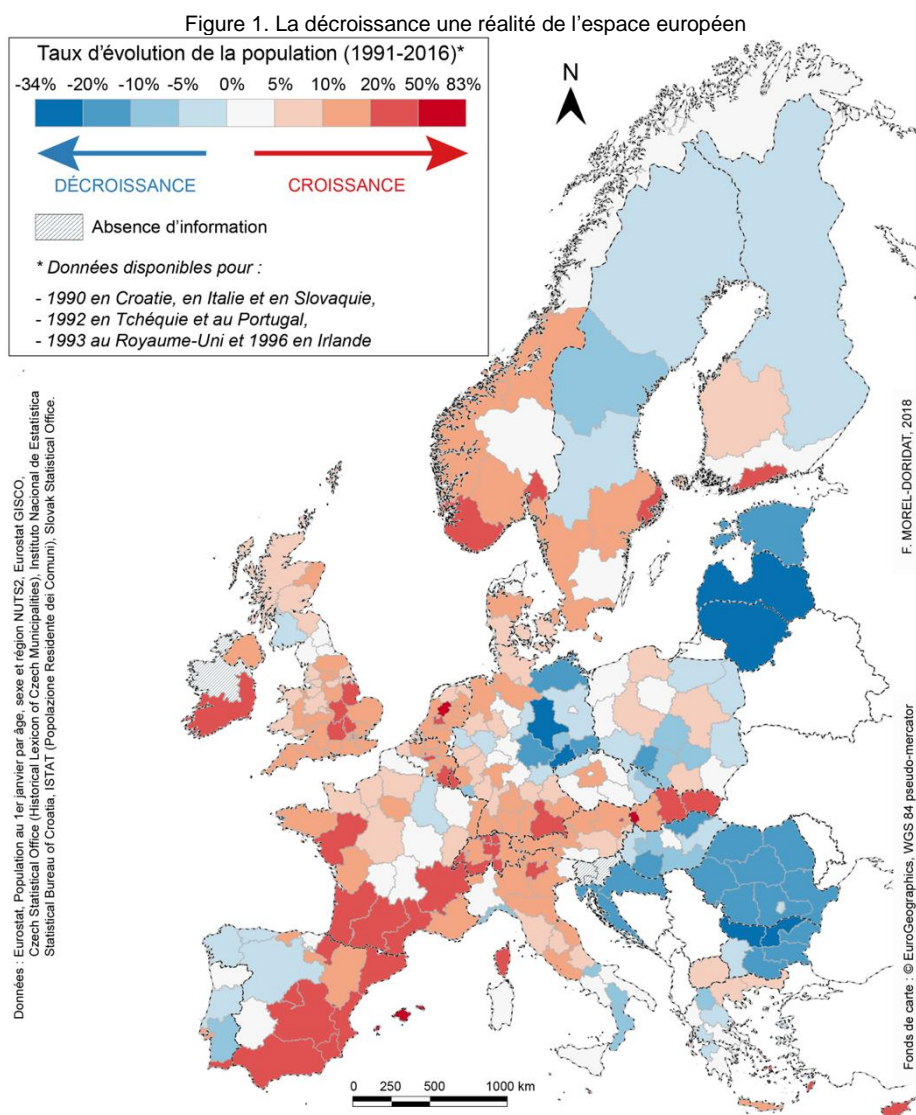 Figure 1. La décroissance une réalité de l'espace européen
Taux d'évolution de la population (1991-2016)*
-34% -20% -10% -5% 0% 5% 10% 20% 50% 83%
DÉCROISSANCE CROISSANCE
Absence d'information
* Données disponibles pour :
- 1990 en Croatie, en Italie et en Slovaquie,
- 1992 en Tchéquie et au Portugal,
- 1993 au Royaume-Uni et 1996 en Irlande
N
Données : Eurostat, Population au 1er janvier par âge, sexe et région NUTS2, Eurostat GISCO,
Czech Statistical Office (Historical Lexicon of Czech Municipalities), Instituto Nacional de Estatistica
Statistical Bureau of Croatia, ISTAT (Popolazione Residente dei Comuni), Slovak Statistical Office.
F. MOREL-DORIDAT, 2018
Fonds de carte : © EuroGeographics, WGS 84 pseudo-mercator
0 250 500 1000 km